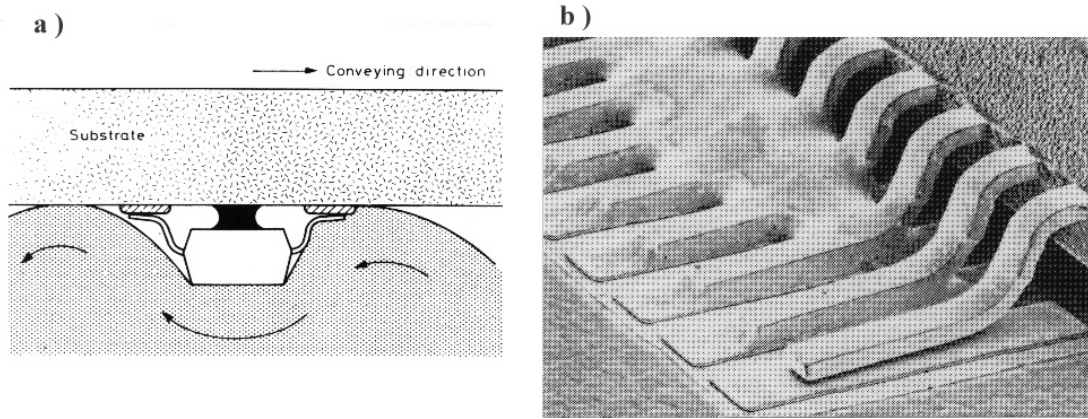 a )
b )
Conveying direction
Substrate